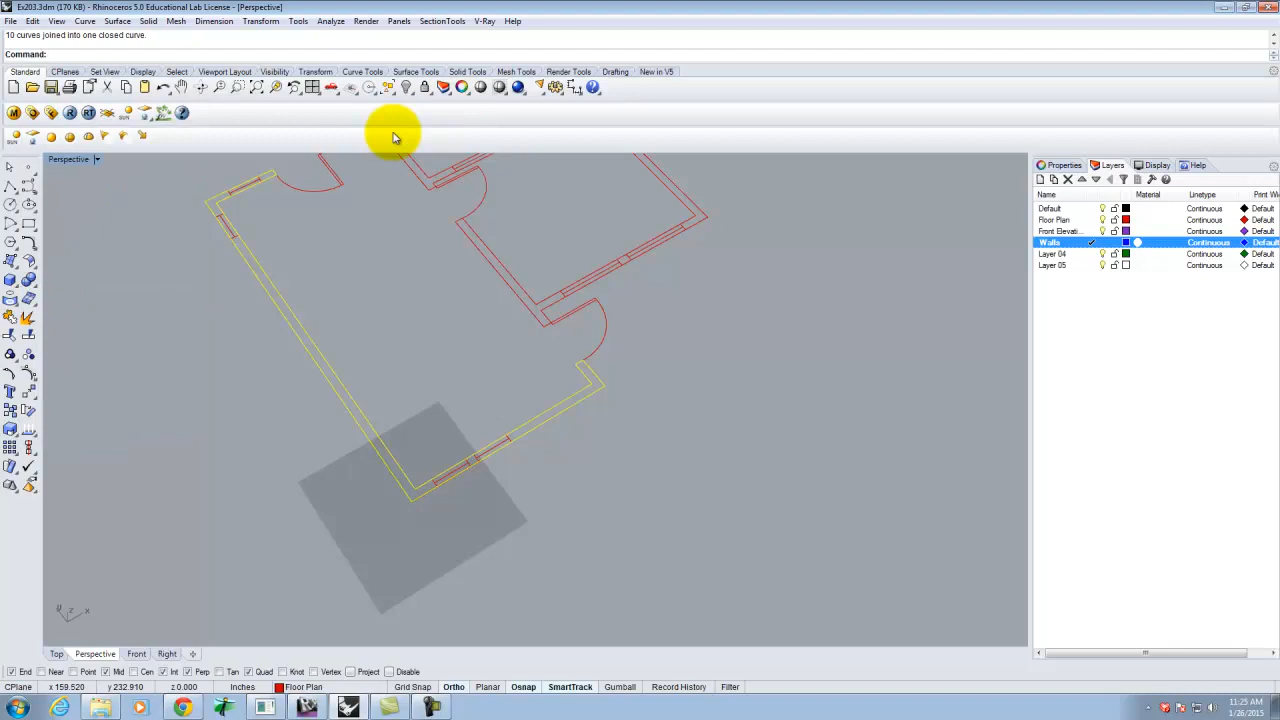 Ex203.3dm (170 KB) - Rhinoceros 5.0 Educational Lab License - [Perspective]
File Edit View Curve Surface Solid Mesh Dimension Transform Tools Analyze Render Panels SectionTools V-Ray Help
10 curves joined into one closed curve.
Command:
Standard CPlanes Set View Display Select Viewport Layout Visibility Transform Curve Tools Surface Tools Solid Tools Mesh Tools Render Tools Drafting New in V5
M R RT SUN
SUN
Perspective
Properties Layers Display Help
Name Material Linetype Print Wi
Default Continuous Default
Floor Plan Continuous Default
Front Elevati... Continuous Default
Walls Continuous Default
Layer 04 Continuous Default
Layer 05 Continuous Default
y z x
Top Perspective Front Right
End Near Point Mid Cen Int Perp Tan Quad Knot Vertex Project Disable
CPlane x 159.520 y 232.910 z 0.000 Inches Floor Plan Grid Snap Ortho Planar Osnap SmartTrack Gumball Record History Filter
11:25 AM
1/26/2015